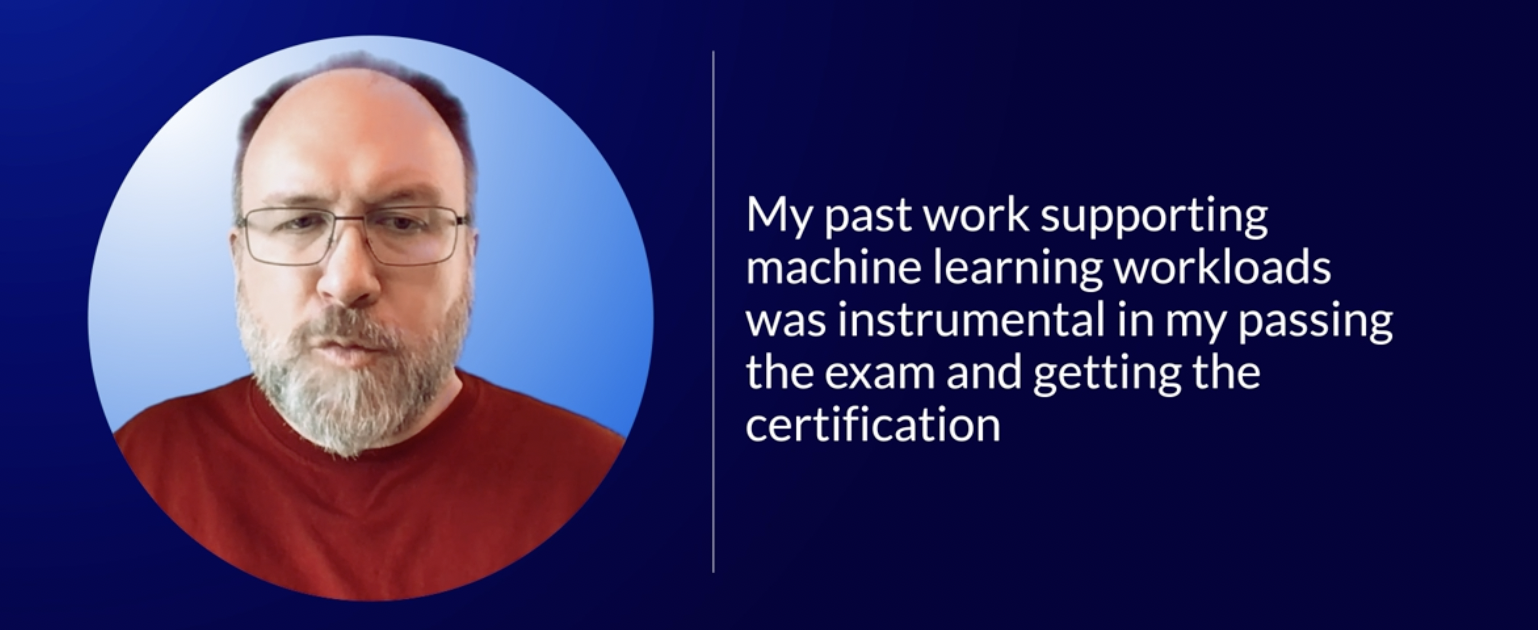 My past work supporting
machine learning workloads
was instrumental in my passing
the exam and getting the
certification